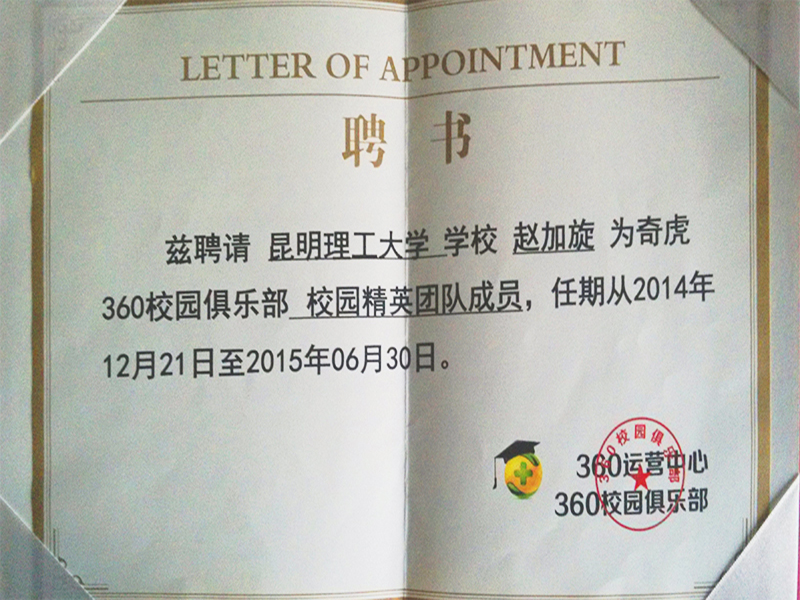 LETTER OF APPOINTMENT
聘 书
兹聘请 昆明理工大学 学校 赵加旋 为奇虎
360校园俱乐部 校园精英团队成员，任期从2014年
12月21日至2015年06月30日。
360运营中心
360校园俱乐部
360校园俱乐部